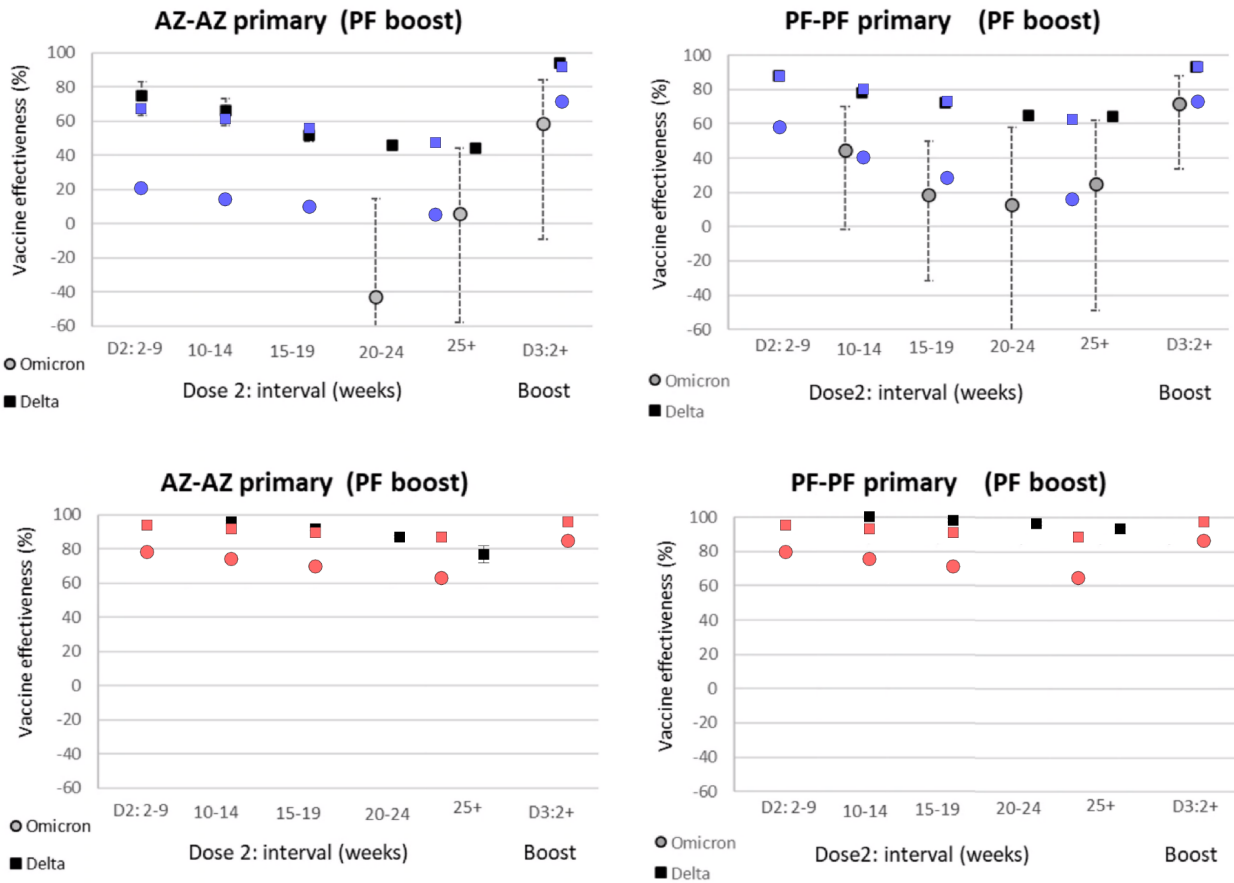 AZ-AZ primary (PF boost)
Vaccine effectiveness (%)
100
80
60
40
20
0
-20
-40
-60
D2: 2-9 10-14 15-19 20-24 25+ D3:2+
Omicron
Dose 2: interval (weeks) Boost
Delta
PF-PF primary (PF boost)
Vaccine effectiveness (%)
100
80
60
40
20
0
-20
-40
-60
D2: 2-9 10-14 15-19 20-24 25+ D3:2+
Omicron
Dose2: interval (weeks) Boost
Delta
AZ-AZ primary (PF boost)
Vaccine effectiveness (%)
100
80
60
40
20
0
-20
-40
-60
D2: 2-9 10-14 15-19 20-24 25+ D3:2+
Omicron
Dose 2: interval (weeks) Boost
Delta
PF-PF primary (PF boost)
Vaccine effectiveness (%)
100
80
60
40
20
0
-20
-40
-60
D2: 2-9 10-14 15-19 20-24 25+ D3:2+
Omicron
Dose2: interval (weeks) Boost
Delta